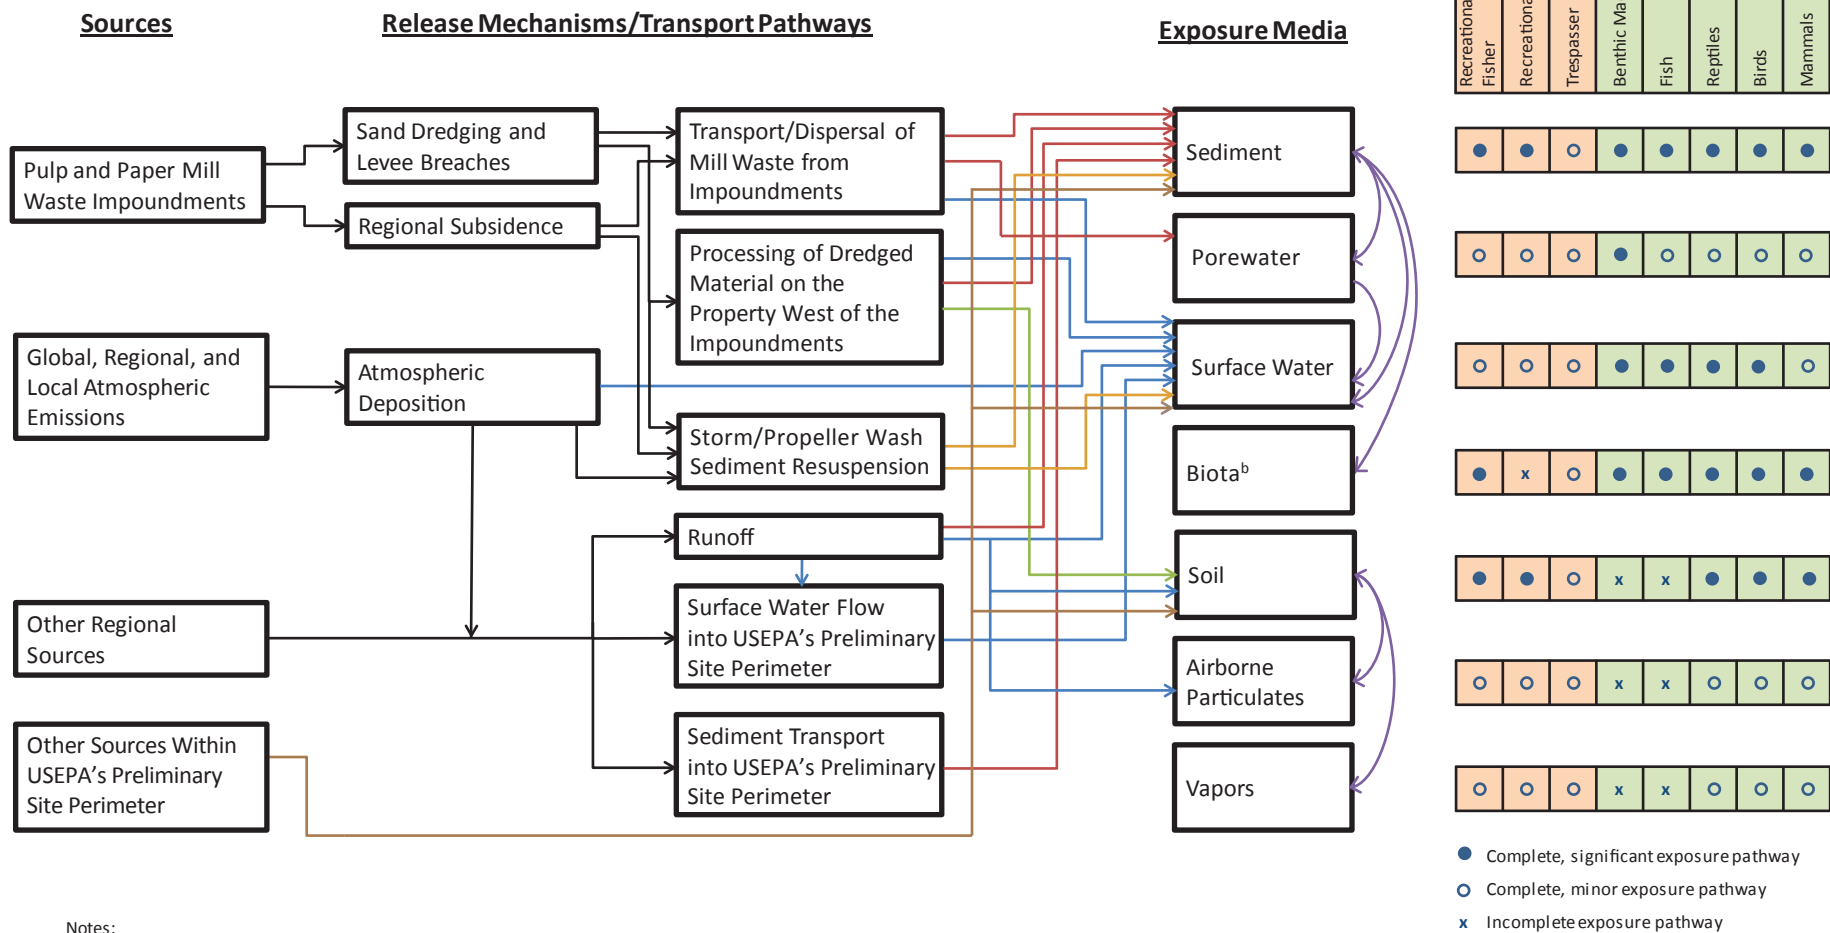 Sources
Release Mechanisms/Transport Pathways
Exposure Media
Recreational
Fisher
Recreational
Trespasser
Benthic Ma
Fish
Reptiles
Birds
Mammals
Pulp and Paper Mill
Waste Impoundments
Sand Dredging and
Levee Breaches
Regional Subsidence
Transport/Dispersal of
Mill Waste from
Impoundments
Processing of Dredged
Material on the
Property West of the
Impoundments
Global, Regional, and
Local Atmospheric
Emissions
Atmospheric
Deposition
Storm/Propeller Wash
Sediment Resuspension
Runoff
Other Regional
Sources
Surface Water Flow
into USEPA's Preliminary
Site Perimeter
Other Sources Within
USEPA's Preliminary
Site Perimeter
Sediment Transport
into USEPA's Preliminary
Site Perimeter
Sediment
Porewater
Surface Water
Biotaᵇ
x
Soil
x x
Airborne
Particulates
x x
Vapors
x x
Complete, significant exposure pathway
Complete, minor exposure pathway
x Incomplete exposure pathway
Notes: